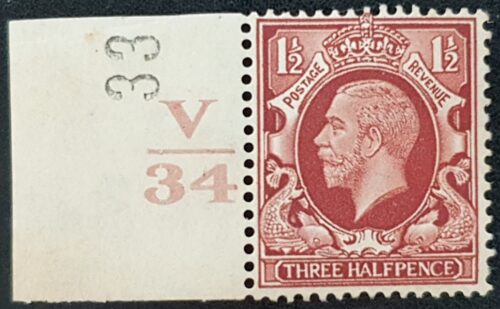 33
V
34
1½ 1½
POSTAGE REVENUE
THREE HALFPENCE